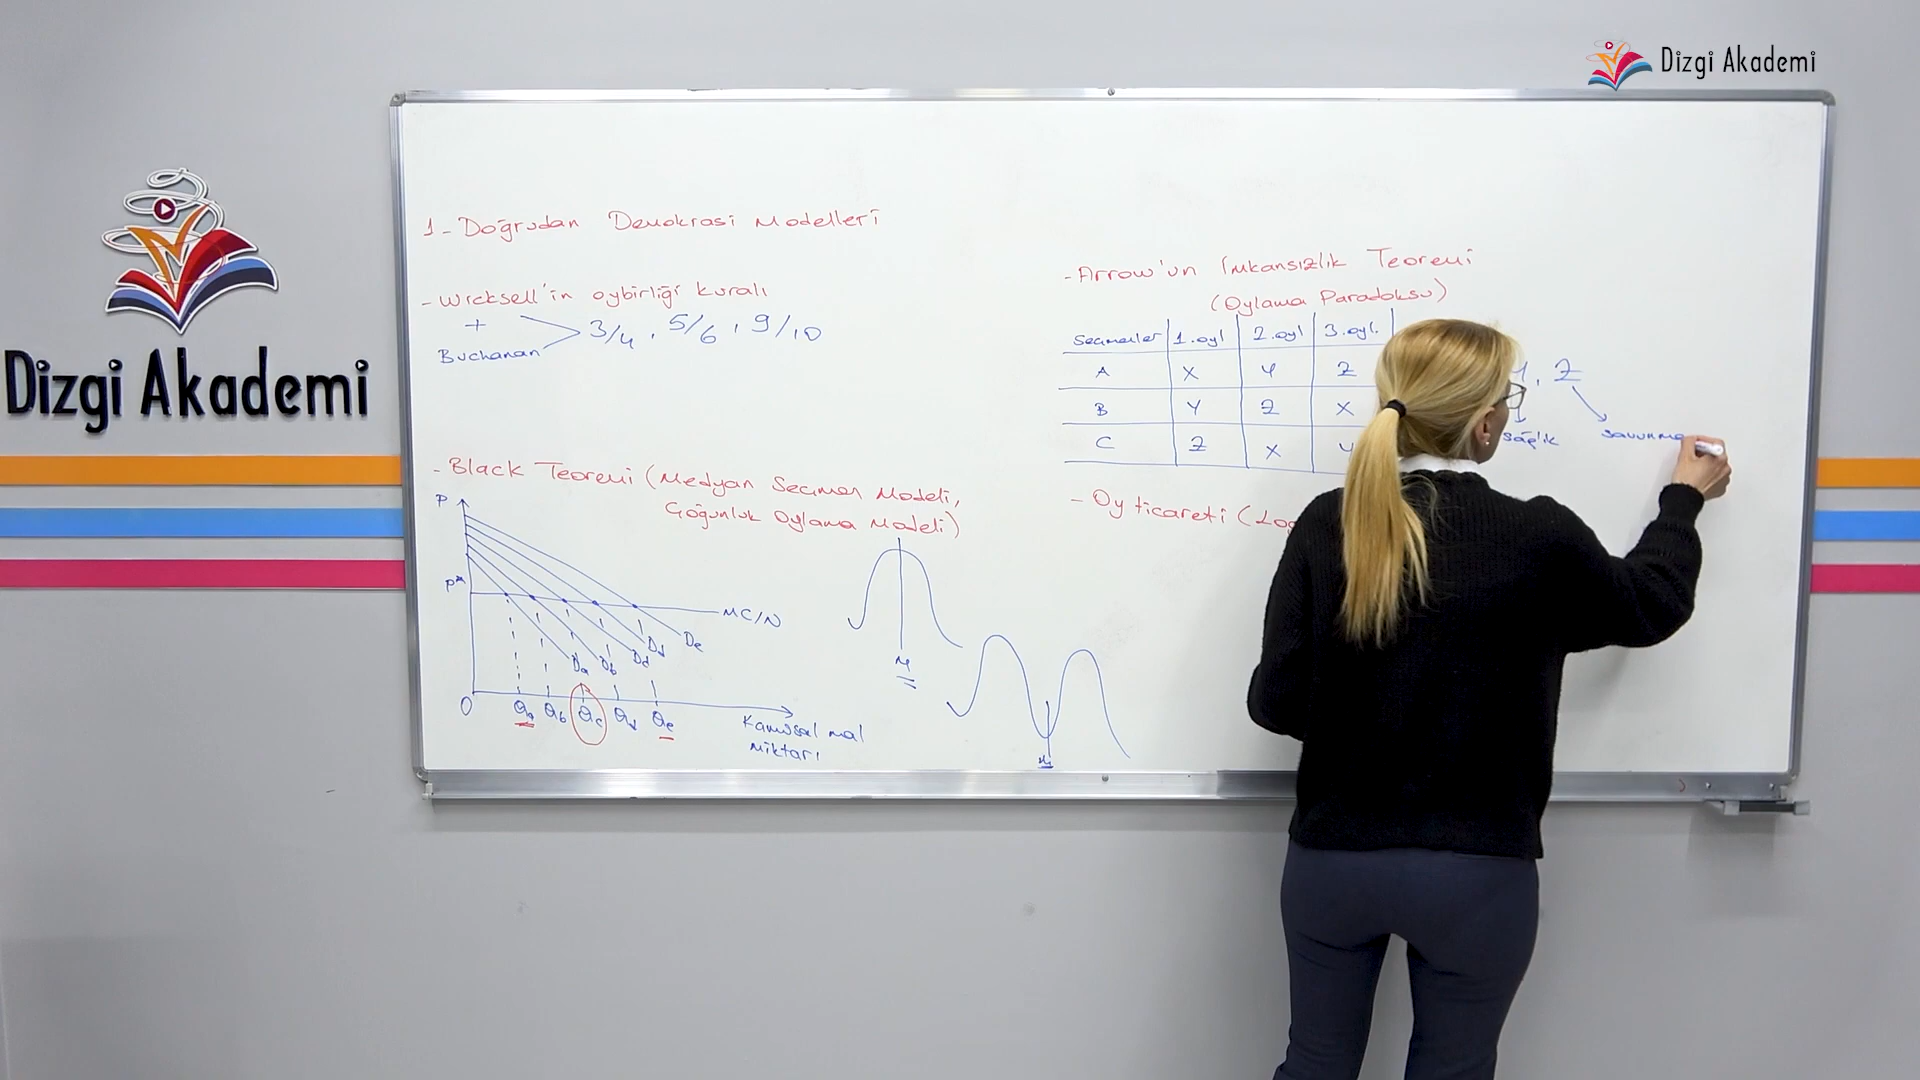 Dizgi Akademi
Dizgi Akademi
1- Doğrudan Demokrasi Modelleri
- Wicksell'in oybirliği kuralı
+
Buchanan
3/4, 5/6, 9/10
- Black Teoremi (Medyan Seçmen Modeli,
Çoğunluk Oylama Modeli)
P
P*
MC/N
Da Db Dd Dd De
O
Qa Qb Qc Qd Qe
Kamusal mal
miktarı
M
M
- Arrow'un İmkansızlık Teoremi
(Oylama Paradoksu)
Seçmenler 1.oyl 2.oyl 3.oyl.
A X Y Z
B Y Z X
C Z X Y
Y, Z
sağlık savunma
- Oy ticareti (Log